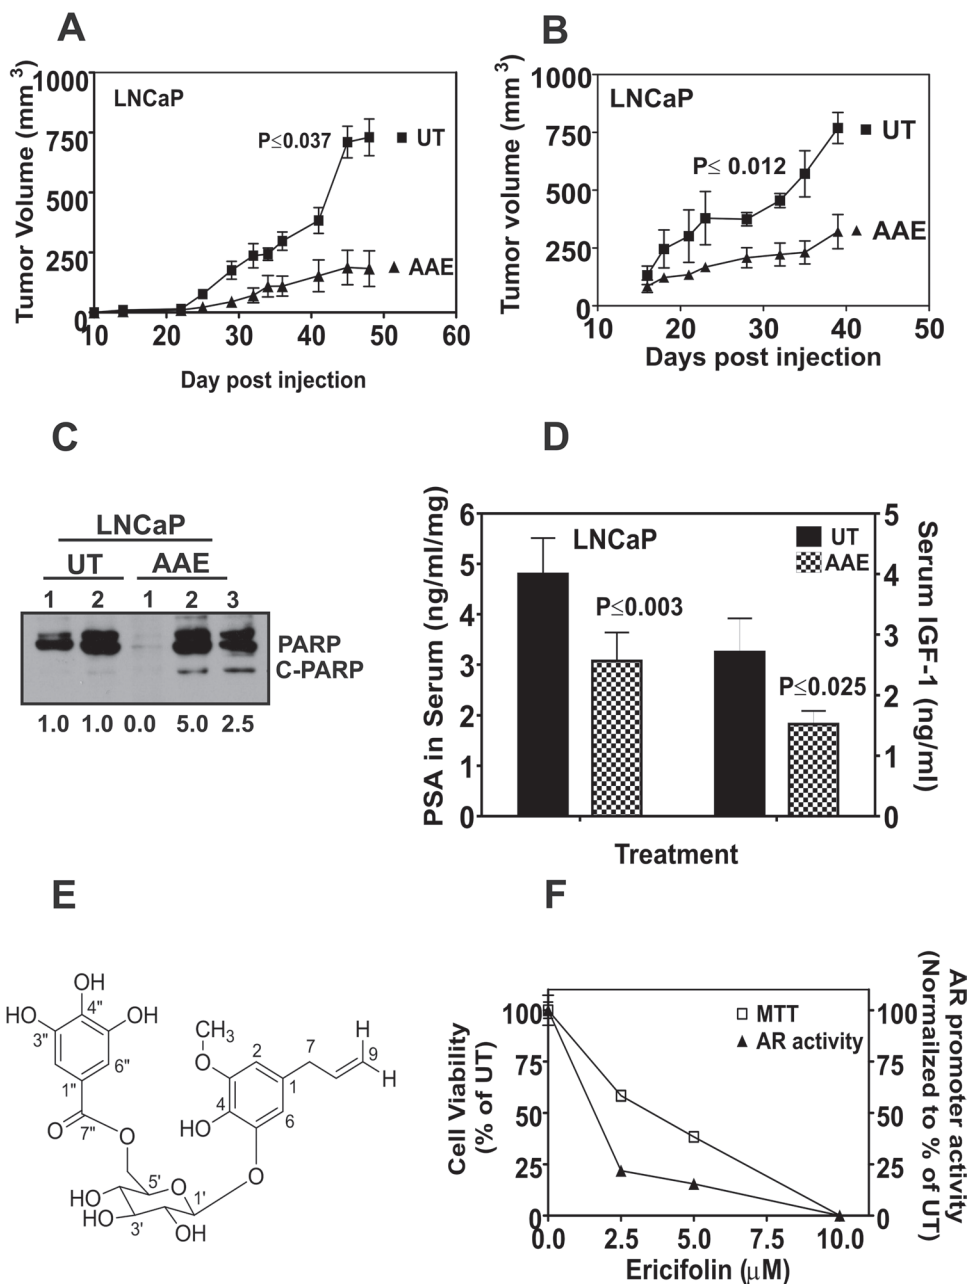 A
Tumor Volume (mm3)
1000
750
500
250
0
LNCaP
P≤0.037
UT
AAE
10 20 30 40 50 60
Day post injection
B
Tumor volume (mm3)
1000
750
500
250
0
LNCaP
P≤ 0.012
UT
AAE
10 20 30 40 50
Days post injection
C
LNCaP
UT AAE
1 2 1 2 3
PARP
C-PARP
1.0 1.0 0.0 5.0 2.5
D
PSA in Serum (ng/ml/mg)
6
5
4
3
2
1
0
LNCaP
UT
AAE
P≤0.003
P≤0.025
5
4
3
2
1
0
Serum IGF-1 (ng/ml)
Treatment
E
OH
HO 4" OH
3"
6"
1"
O 7" O
CH3
O 2 7 H
9
1 H
4
HO 6
O
5' O
HO 1'
HO 3' OH
F
Cell Viability
(% of UT)
100
75
50
25
0
MTT
AR activity
100
75
50
25
0
AR promoter activity
(Normailzed to % of UT)
0.0 2.5 5.0 7.5 10.0
Ericifolin (μM)